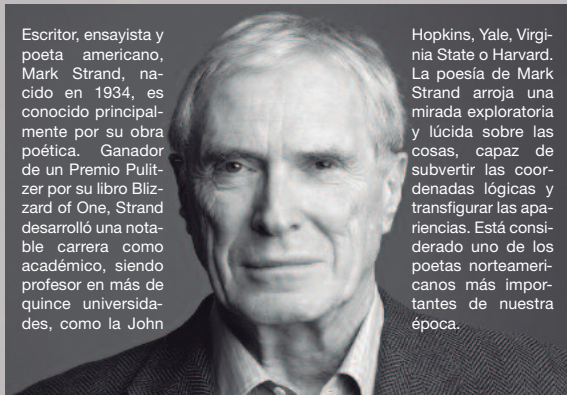 Escritor, ensayista y
poeta americano,
Mark Strand, na-
cido en 1934, es
conocido principal-
mente por su obra
poética. Ganador
de un Premio Pulit-
zer por su libro Bliz-
zard of One, Strand
desarrolló una nota-
ble carrera como
académico, siendo
profesor en más de
quince universida-
des, como la John
Hopkins, Yale, Virgi-
nia State o Harvard.
La poesía de Mark
Strand arroja una
mirada exploratoria
y lúcida sobre las
cosas, capaz de
subvertir las coor-
denadas lógicas y
transfigurar las apa-
riencias. Está consi-
derado uno de los
poetas norteameri-
canos más impor-
tantes de nuestra
época.